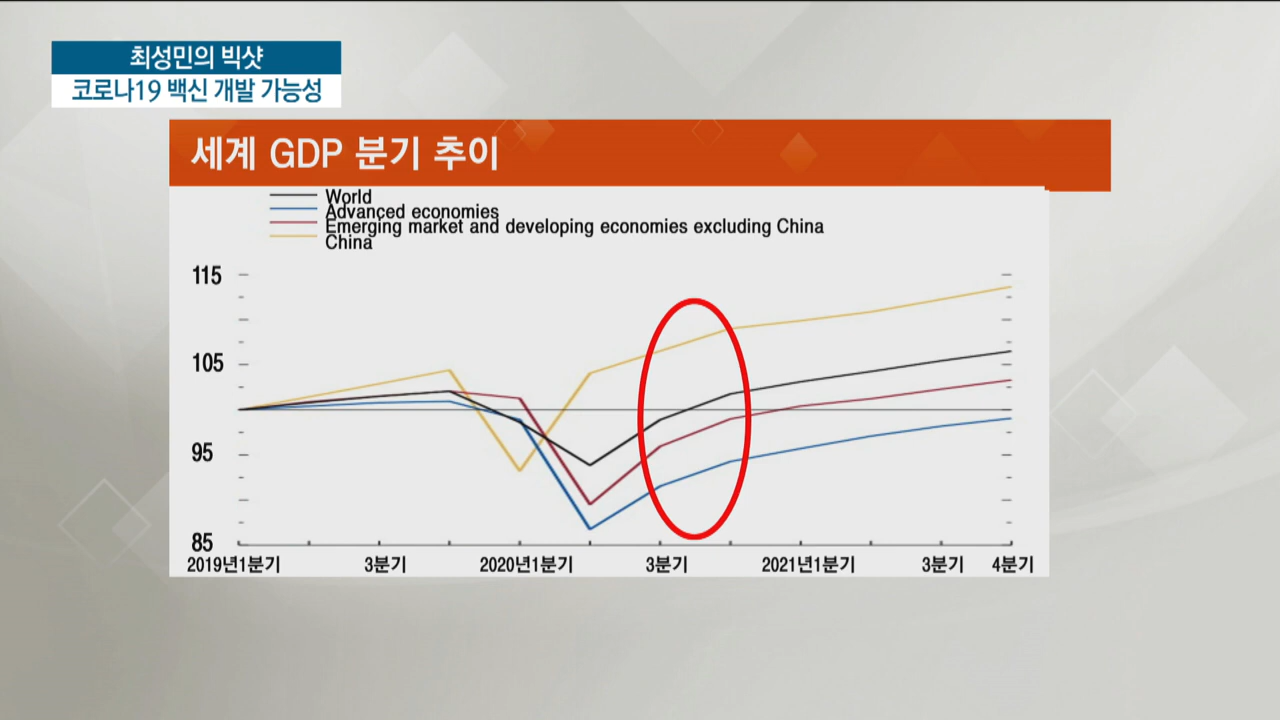 최성민의 빅샷
코로나19 백신 개발 가능성
세계 GDP 분기 추이
World
Advanced economies
Emerging market and developing economies excluding China
China
115
105
95
85
2019년1분기 3분기 2020년1분기 3분기 2021년1분기 3분기 4분기